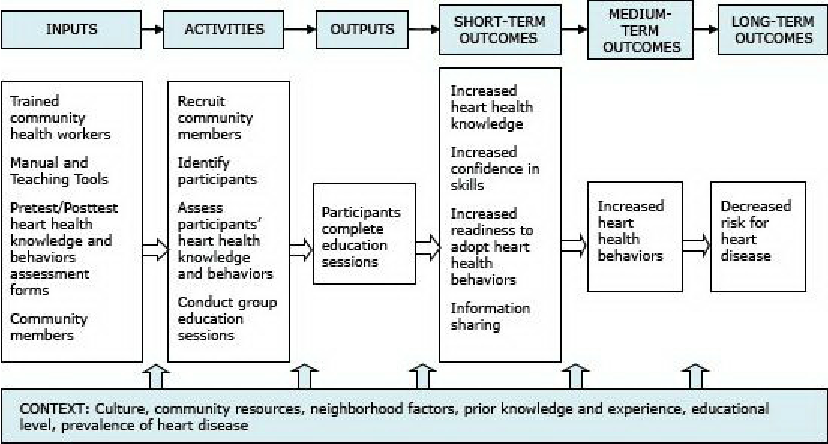 INPUTS
ACTIVITIES
OUTPUTS
SHORT-TERM
OUTCOMES
MEDIUM-
TERM
OUTCOMES
LONG-TERM
OUTCOMES
Trained
community
health workers
Manual and
Teaching Tools
Pretest/Posttest
heart health
knowledge and
behaviors
assessment
forms
Community
members
Recruit
community
members
Identify
participants
Assess
participants'
heart health
knowledge
and behaviors
Conduct group
education
sessions
Participants
complete
education
sessions
Increased
heart health
knowledge
Increased
confidence in
skills
Increased
readiness to
adopt heart
health
behaviors
Information
sharing
Increased
heart
health
behaviors
Decreased
risk for
heart
disease
CONTEXT: Culture, community resources, neighborhood factors, prior knowledge and experience, educational
level, prevalence of heart disease